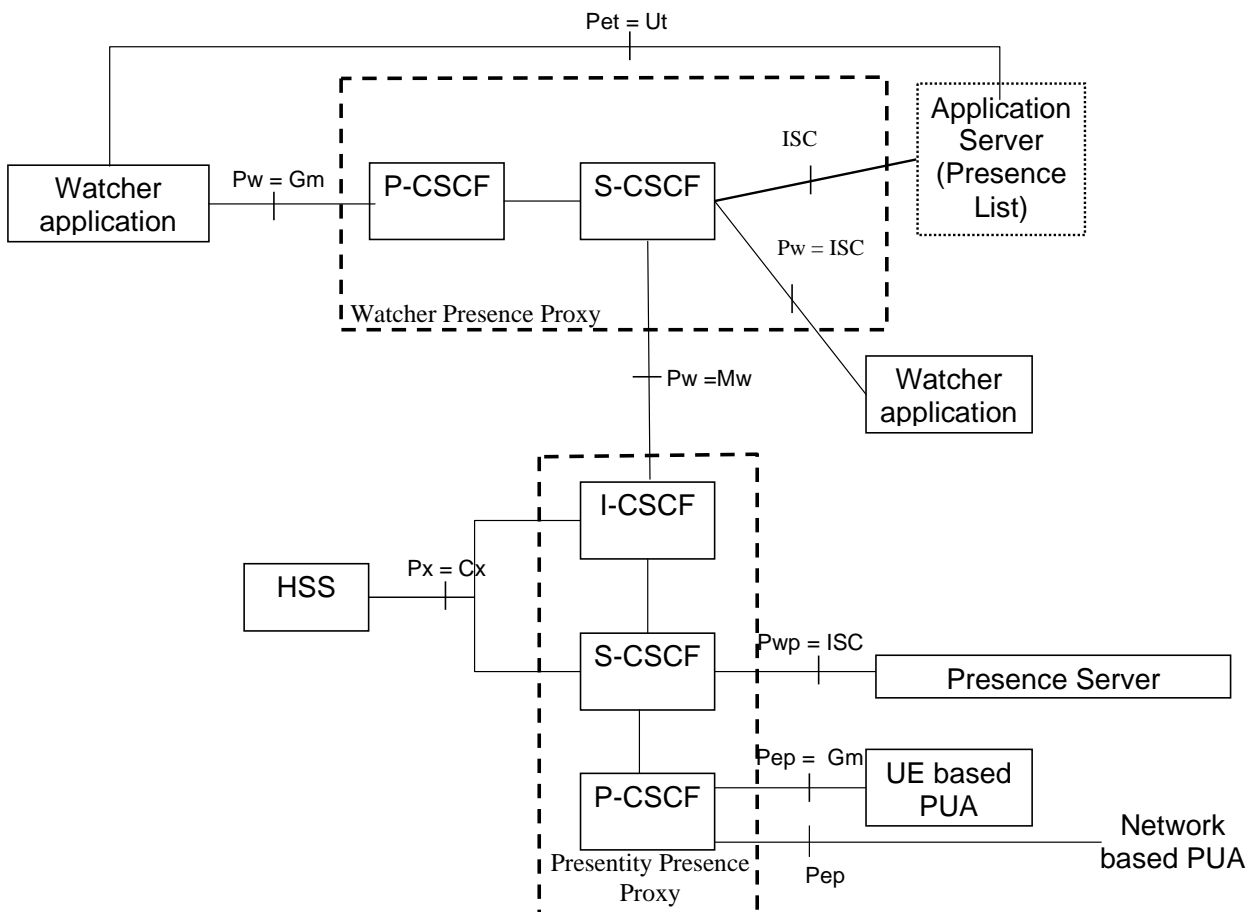 Pet = Ut
Application
Server
(Presence
List)
ISC
Watcher
application
Pw = Gm
P-CSCF
S-CSCF
Pw = ISC
Watcher Presence Proxy
Pw =Mw
Watcher
application
I-CSCF
HSS
Px = Cx
S-CSCF
Pwp = ISC
Presence Server
Pep = Gm
UE based
PUA
P-CSCF
Network
based PUA
Pep
Presentity Presence
Proxy